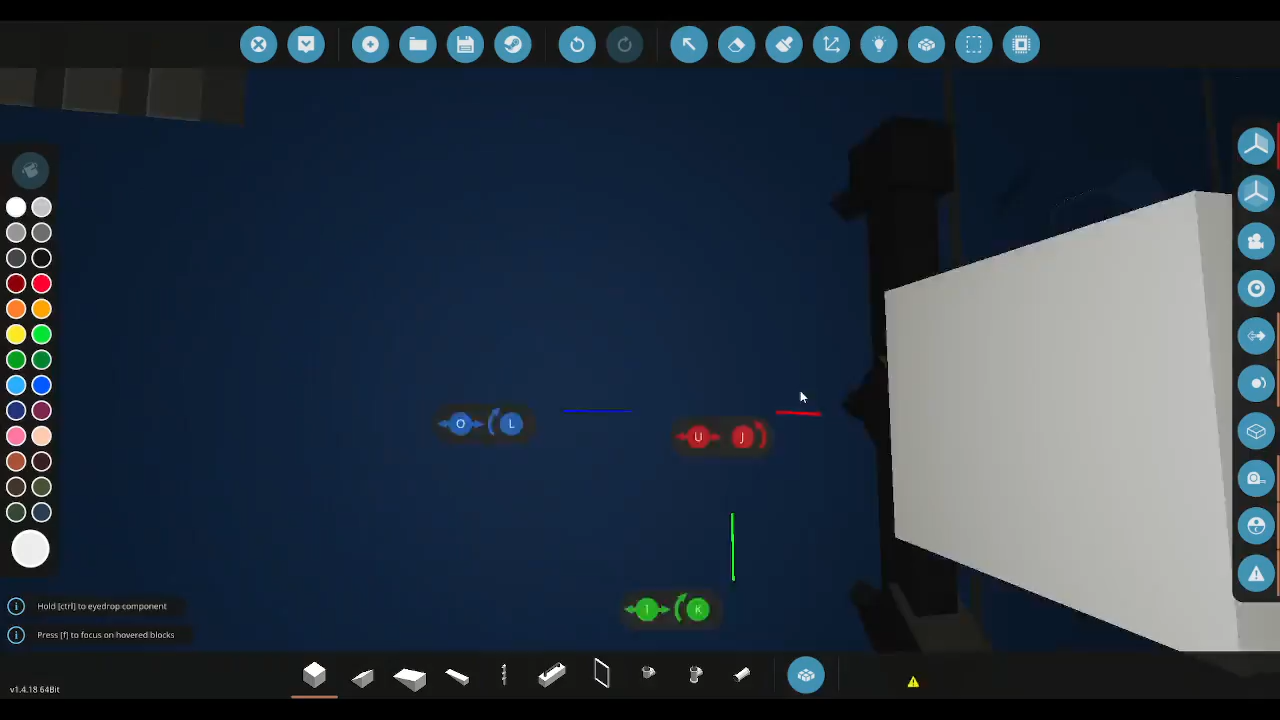 O L
U J
I K
Hold [ctrl] to eyedrop component
Press [f] to focus on hovered blocks
v1.4.18 64Bit